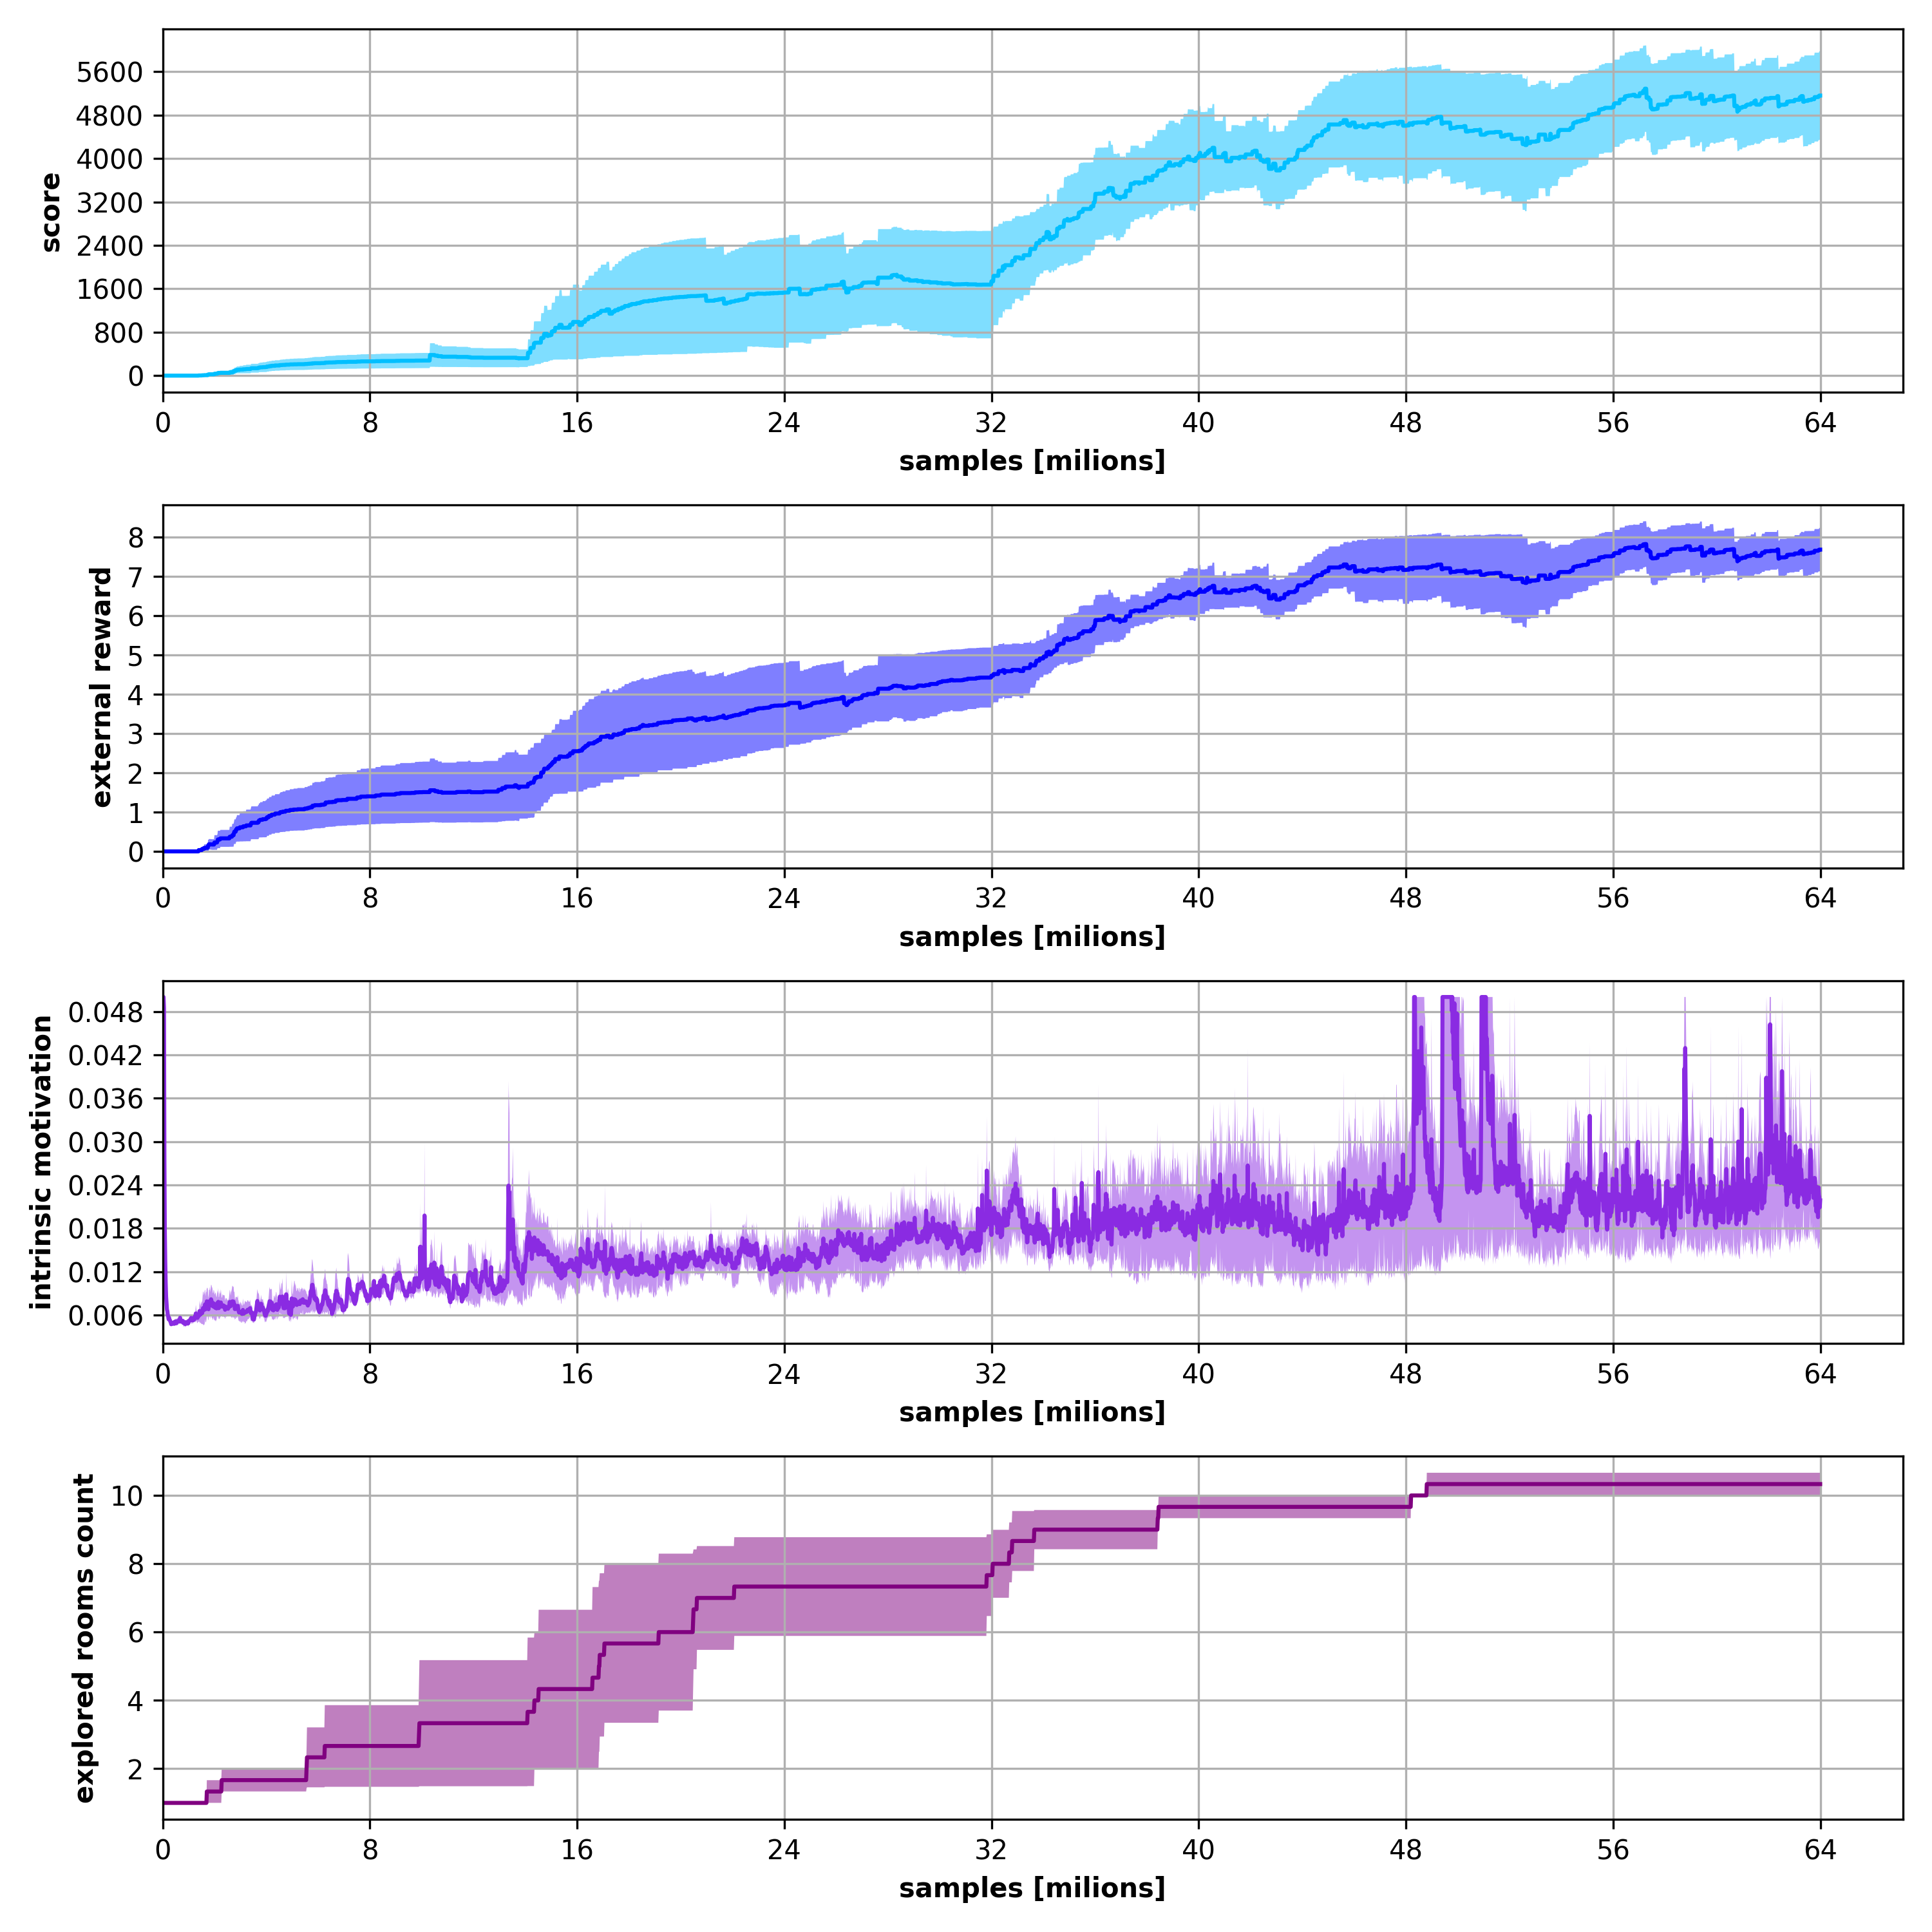 score
5600
4800
4000
3200
2400
1600
800
0
0 8 16 24 32 40 48 56 64
samples [milions]
external reward
8
7
6
5
4
3
2
1
0
0 8 16 24 32 40 48 56 64
samples [milions]
intrinsic motivation
0.048
0.042
0.036
0.030
0.024
0.018
0.012
0.006
0 8 16 24 32 40 48 56 64
samples [milions]
explored rooms count
10
8
6
4
2
0 8 16 24 32 40 48 56 64
samples [milions]